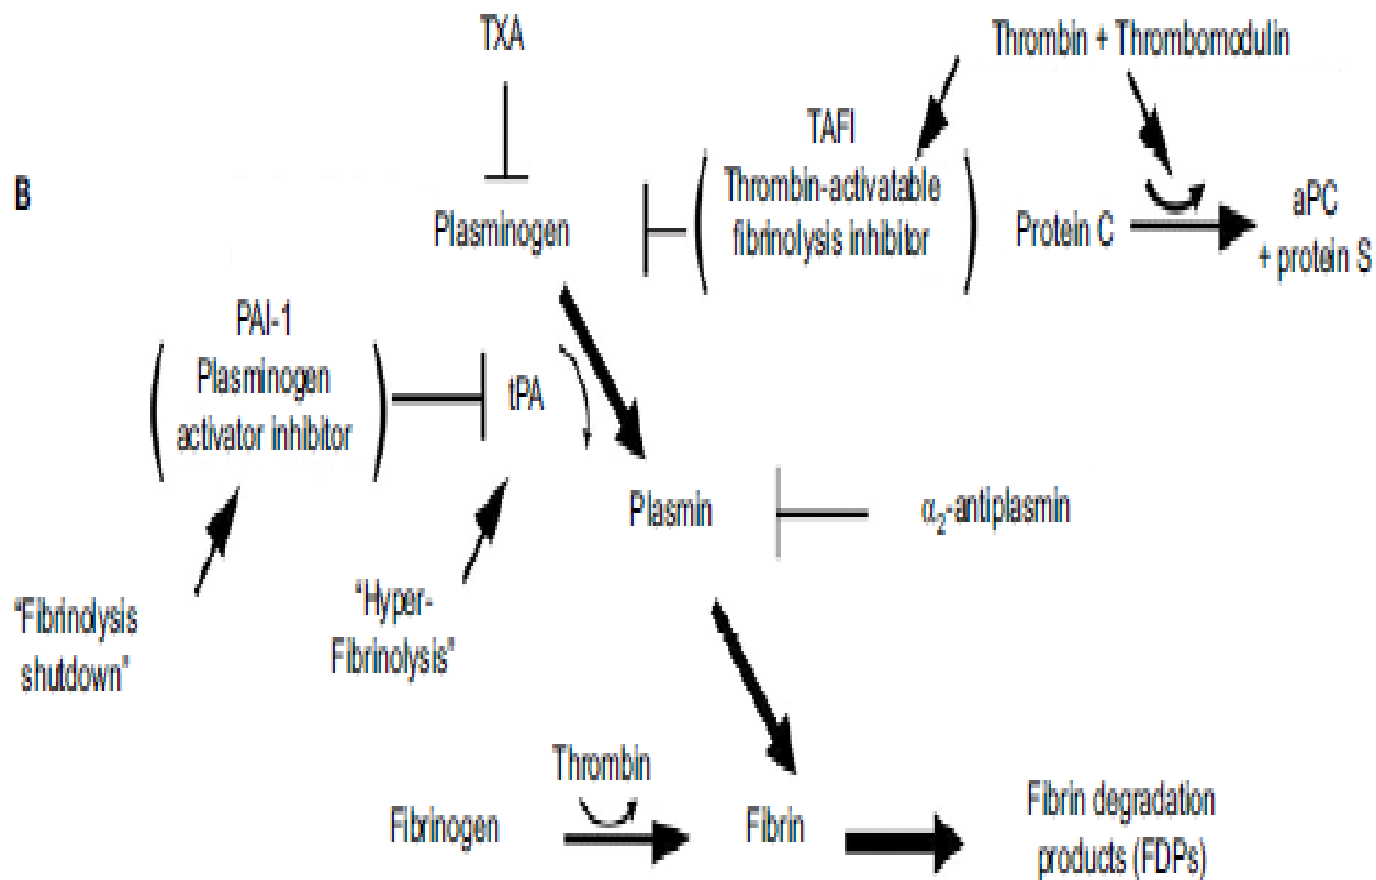 TXA
Thrombin + Thrombomodulin
TAFI
Thrombin-activatable
fibrinolysis inhibitor
B
Plasminogen
Protein C
aPC
+ protein S
PAI-1
Plasminogen
activator inhibitor
tPA
Plasmin
α₂-antiplasmin
"Fibrinolysis
shutdown"
"Hyper-
Fibrinolysis"
Thrombin
Fibrinogen
Fibrin
Fibrin degradation
products (FDPs)